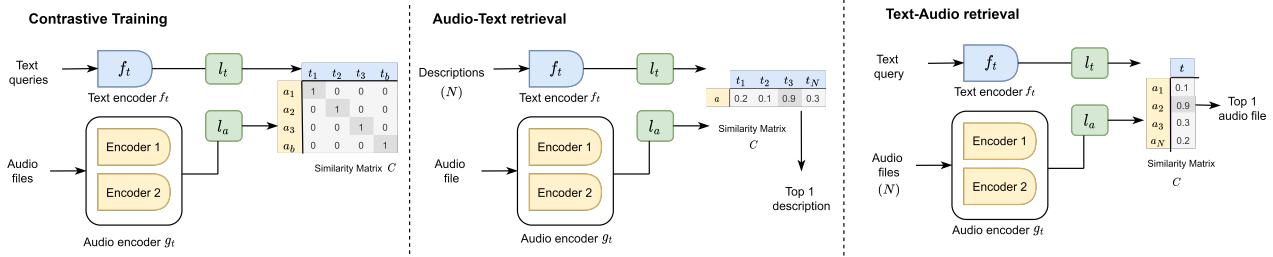 Contrastive Training
Text queries
f_t
l_t
Text encoder f_t
t_1 t_2 t_3 t_b
a_1 1 0 0 0
a_2 0 1 0 0
a_3 0 0 1 0
a_b 0 0 0 1
Similarity Matrix C
l_a
Audio files
Encoder 1
Encoder 2
Audio encoder g_t
Audio-Text retrieval
Descriptions
(N)
f_t
l_t
Text encoder f_t
t_1 t_2 t_3 t_N
a 0.2 0.1 0.9 0.3
Similarity Matrix
C
l_a
Audio
file
Encoder 1
Encoder 2
Audio encoder g_t
Top 1
description
Text-Audio retrieval
Text
query
f_t
l_t
Text encoder f_t
t
a_1 0.1
a_2 0.9
a_3 0.3
a_N 0.2
Top 1
audio file
Similarity Matrix
C
l_a
Audio
files
(N)
Encoder 1
Encoder 2
Audio encoder g_t